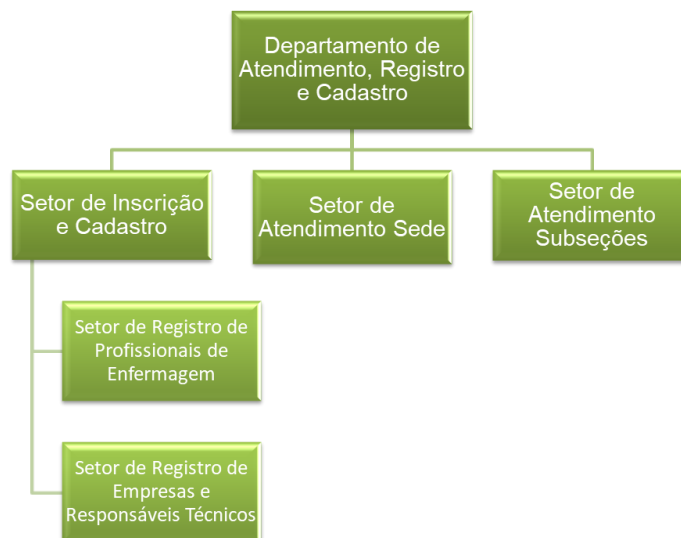 Departamento de
Atendimento, Registro
e Cadastro
Setor de Inscrição
e Cadastro
Setor de
Atendimento Sede
Setor de
Atendimento
Subseções
Setor de Registro de
Profissionais de
Enfermagem
Setor de Registro de
Empresas e
Responsáveis Técnicos